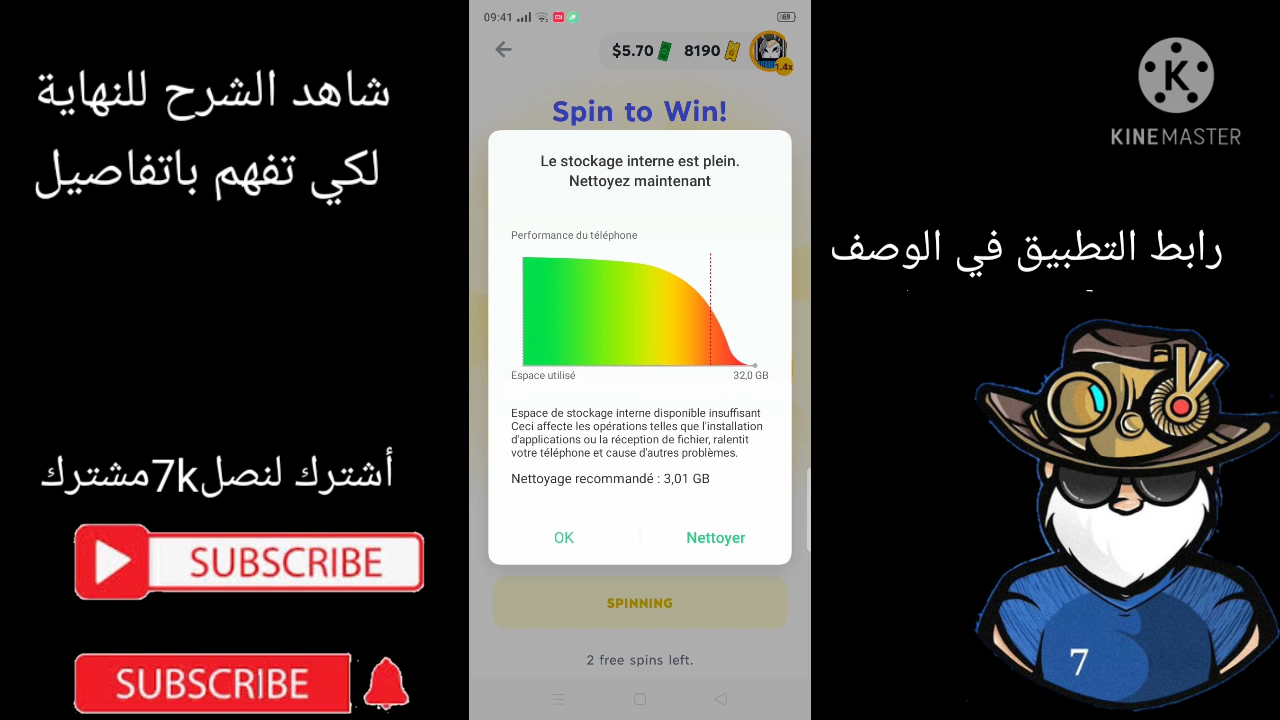 شاهد الشرح للنهاية
لكي تفهم باتفاصيل
أشترك لنصل7kمشترك
SUBSCRIBE
SUBSCRIBE
09:41
69
$5.70 8190
1.4x
Spin to Win!
Le stockage interne est plein.
Nettoyez maintenant
Performance du téléphone
Espace utilisé 32,0 GB
Espace de stockage interne disponible insuffisant
Ceci affecte les opérations telles que l'installation
d'applications ou la réception de fichier, ralentit
votre téléphone et cause d'autres problèmes.
Nettoyage recommandé : 3,01 GB
OK Nettoyer
SPINNING
2 free spins left.
K
KINEMASTER
رابط التطبيق في الوصف
7